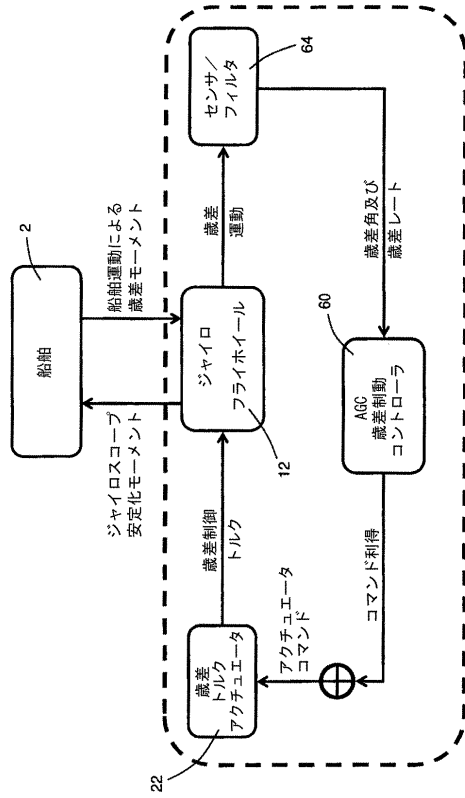 2
船舶
ジャイロスコープ
安定化モーメント
船舶運動による
歳差モーメント
22
歳差
トルク
アクチュエータ
歳差制御
トルク
ジャイロ
フライホイール
12
歳差
運動
センサ/
フィルタ
64
アクチュエータ
コマンド
コマンド利得
AGC
歳差制動
コントローラ
60
歳差角及び
歳差レート